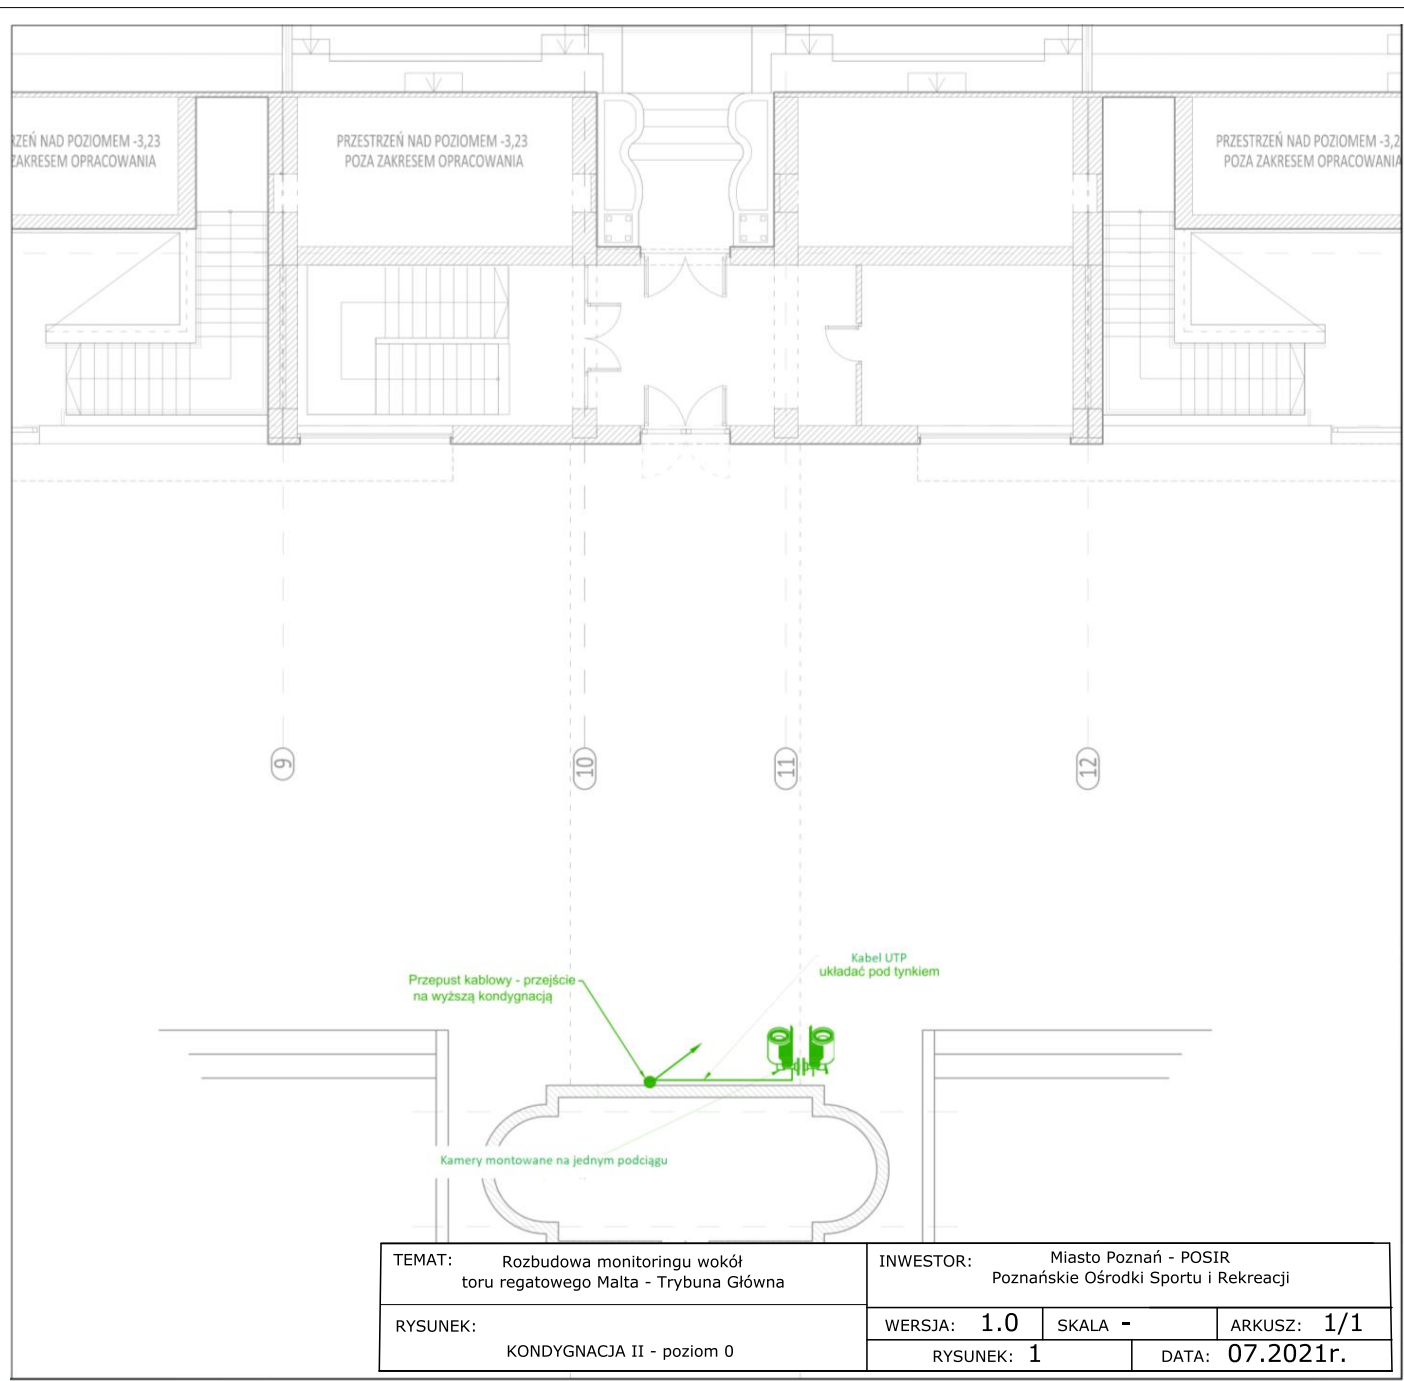 RZEŃ NAD POZIOMEM -3,23
ZAKRESEM OPRACOWANIA
PRZESTRZEŃ NAD POZIOMEM -3,23
POZA ZAKRESEM OPRACOWANIA
PRZESTRZEŃ NAD POZIOMEM -3,2
POZA ZAKRESEM OPRACOWANIA
9
10
11
12
Kabel UTP
układać pod tynkiem
Przepust kablowy - przejście
na wyższą kondygnacją
Kamery montowane na jednym podciągu
TEMAT: Rozbudowa monitoringu wokół
toru regatowego Malta - Trybuna Główna
INWESTOR: Miasto Poznań - POSIR
Poznańskie Ośrodki Sportu i Rekreacji
RYSUNEK:
KONDYGNACJA II - poziom 0
WERSJA: 1.0 SKALA - ARKUSZ: 1/1
RYSUNEK: 1 DATA: 07.2021r.